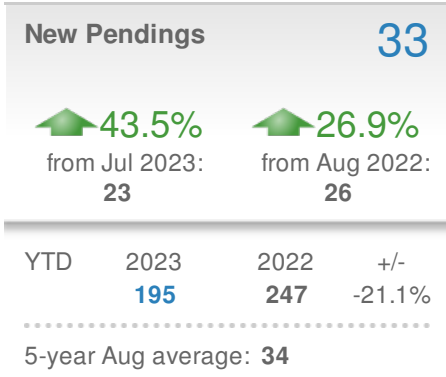 New Pendings 33
43.5% 26.9%
from Jul 2023: from Aug 2022:
23 26
YTD 2023 2022 +/-
195 247 -21.1%
5-year Aug average: 34